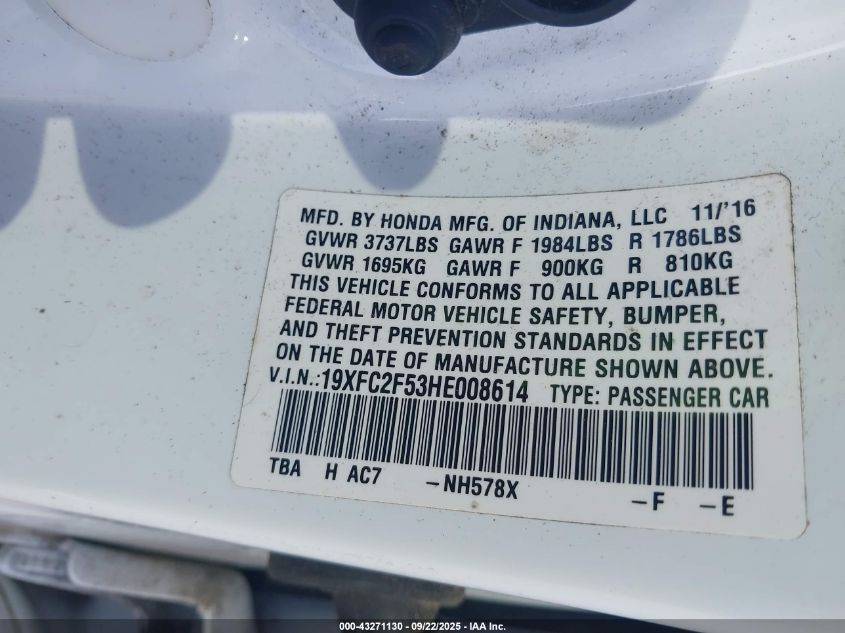 MFD. BY HONDA MFG. OF INDIANA, LLC 11/'16
GVWR 3737LBS GAWR F 1984LBS R 1786LBS
GVWR 1695KG GAWR F 900KG R 810KG
THIS VEHICLE CONFORMS TO ALL APPLICABLE
FEDERAL MOTOR VEHICLE SAFETY, BUMPER,
AND THEFT PREVENTION STANDARDS IN EFFECT
ON THE DATE OF MANUFACTURE SHOWN ABOVE.
V.I.N.:19XFC2F53HE008614 TYPE: PASSENGER CAR
TBA H AC7 -NH578X -F -E
000-43271130 - 09/22/2025 - IAA Inc.